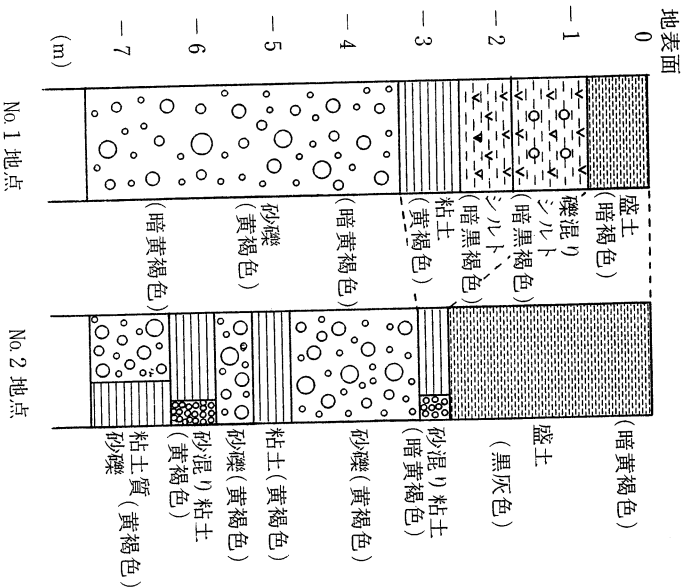 地表面
0
-1
-2
-3
-4
-5
-6
-7
(m)
盛土
(暗褐色)
礫混り
シルト
(暗黒褐色)
シルト
(暗黒褐色)
粘土
(黄褐色)
(暗黄褐色)
砂礫
(黄褐色)
(暗黄褐色)
No.1 地点
(暗黄褐色)
盛土
(黒灰色)
砂混り粘土
(暗黄褐色)
砂礫(黄褐色)
粘土(黄褐色)
砂礫(黄褐色)
砂混り粘土
(黄褐色)
粘土質(黄褐色)
砂礫
No.2 地点